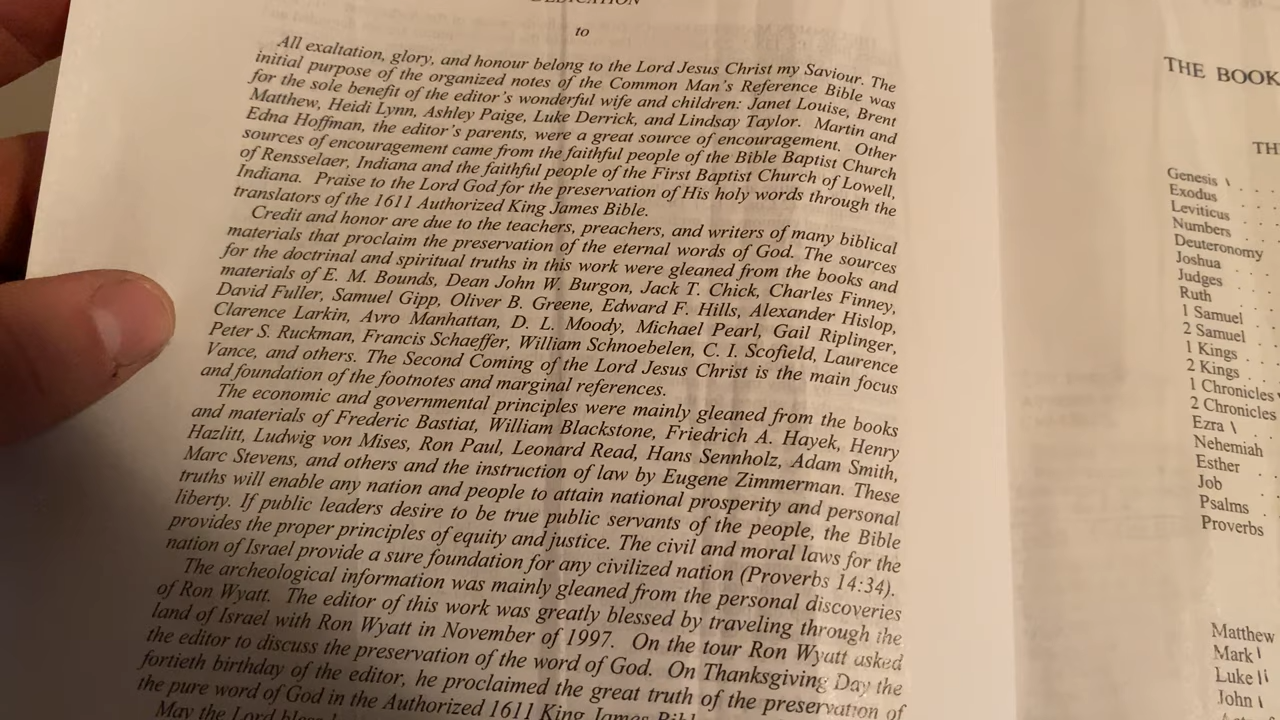 DEDICATION
to
All exaltation, glory, and honour belong to the Lord Jesus Christ my Saviour. The
initial purpose of the organized notes of the Common Man's Reference Bible was
for the sole benefit of the editor's wonderful wife and children: Janet Louise, Brent
Matthew, Heidi Lynn, Ashley Paige, Luke Derrick, and Lindsay Taylor. Martin and
Edna Hoffman, the editor's parents, were a great source of encouragement. Other
sources of encouragement came from the faithful people of the Bible Baptist Church
of Rensselaer, Indiana and the faithful people of the First Baptist Church of Lowell,
Indiana. Praise to the Lord God for the preservation of His holy words through the
translators of the 1611 Authorized King James Bible.
Credit and honor are due to the teachers, preachers, and writers of many biblical
materials that proclaim the preservation of the eternal words of God. The sources
for the doctrinal and spiritual truths in this work were gleaned from the books and
materials of E. M. Bounds, Dean John W. Burgon, Jack T. Chick, Charles Finney,
David Fuller, Samuel Gipp, Oliver B. Greene, Edward F. Hills, Alexander Hislop,
Clarence Larkin, Avro Manhattan, D. L. Moody, Michael Pearl, Gail Riplinger,
Peter S. Ruckman, Francis Schaeffer, William Schnoebelen, C. I. Scofield, Laurence
Vance, and others. The Second Coming of the Lord Jesus Christ is the main focus
and foundation of the footnotes and marginal references.
The economic and governmental principles were mainly gleaned from the books
and materials of Frederic Bastiat, William Blackstone, Friedrich A. Hayek, Henry
Hazlitt, Ludwig von Mises, Ron Paul, Leonard Read, Hans Sennholz, Adam Smith,
Marc Stevens, and others and the instruction of law by Eugene Zimmerman. These
truths will enable any nation and people to attain national prosperity and personal
liberty. If public leaders desire to be true public servants of the people, the Bible
provides the proper principles of equity and justice. The civil and moral laws for the
nation of Israel provide a sure foundation for any civilized nation (Proverbs 14:34).
The archeological information was mainly gleaned from the personal discoveries
of Ron Wyatt. The editor of this work was greatly blessed by traveling through the
land of Israel with Ron Wyatt in November of 1997. On the tour Ron Wyatt asked
the editor to discuss the preservation of the word of God. On Thanksgiving Day the
fortieth birthday of the editor, he proclaimed the great truth of the preservation of
the pure word of God in the Authorized 1611 King James
May the Lord
THE BOOK
Genesis
Exodus
Leviticus
Numbers
Deuteronomy
Joshua
Judges
Ruth
1 Samuel
2 Samuel
1 Kings
2 Kings
1 Chronicles
2 Chronicles
Ezra
Nehemiah
Esther
Job
Psalms
Proverbs
Matthew
Mark
Luke
John